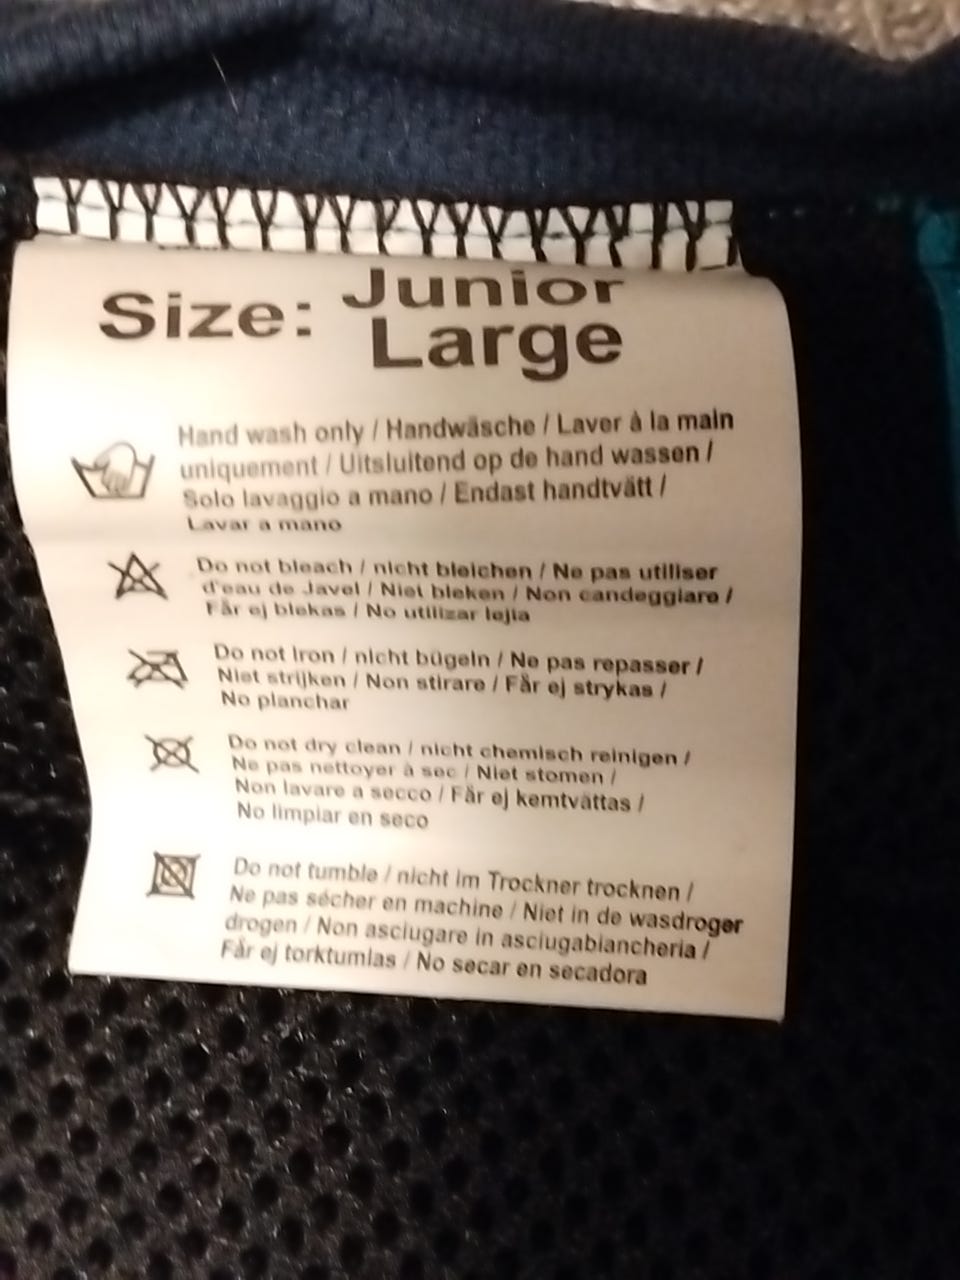 Size: Junior
Large
Hand wash only / Handwäsche / Laver à la main
uniquement / Uitsluitend op de hand wassen /
Solo lavaggio a mano / Endast handtvätt /
Lavar a mano
Do not bleach / nicht bleichen / Ne pas utiliser
d'eau de Javel / Niet bleken / Non candeggiare /
Får ej blekas / No utilizar lejia
Do not iron / nicht bügeln / Ne pas repasser /
Niet strijken / Non stirare / Får ej strykas /
No planchar
Do not dry clean / nicht chemisch reinigen /
Ne pas nettoyer à sec / Niet stomen /
Non lavare a secco / Får ej kemtvättas /
No limpiar en seco
Do not tumble / nicht im Trockner trocknen /
Ne pas sécher en machine / Niet in de wasdroger
drogen / Non asciugare in asciugabiancheria /
Får ej torktumlas / No secar en secadora